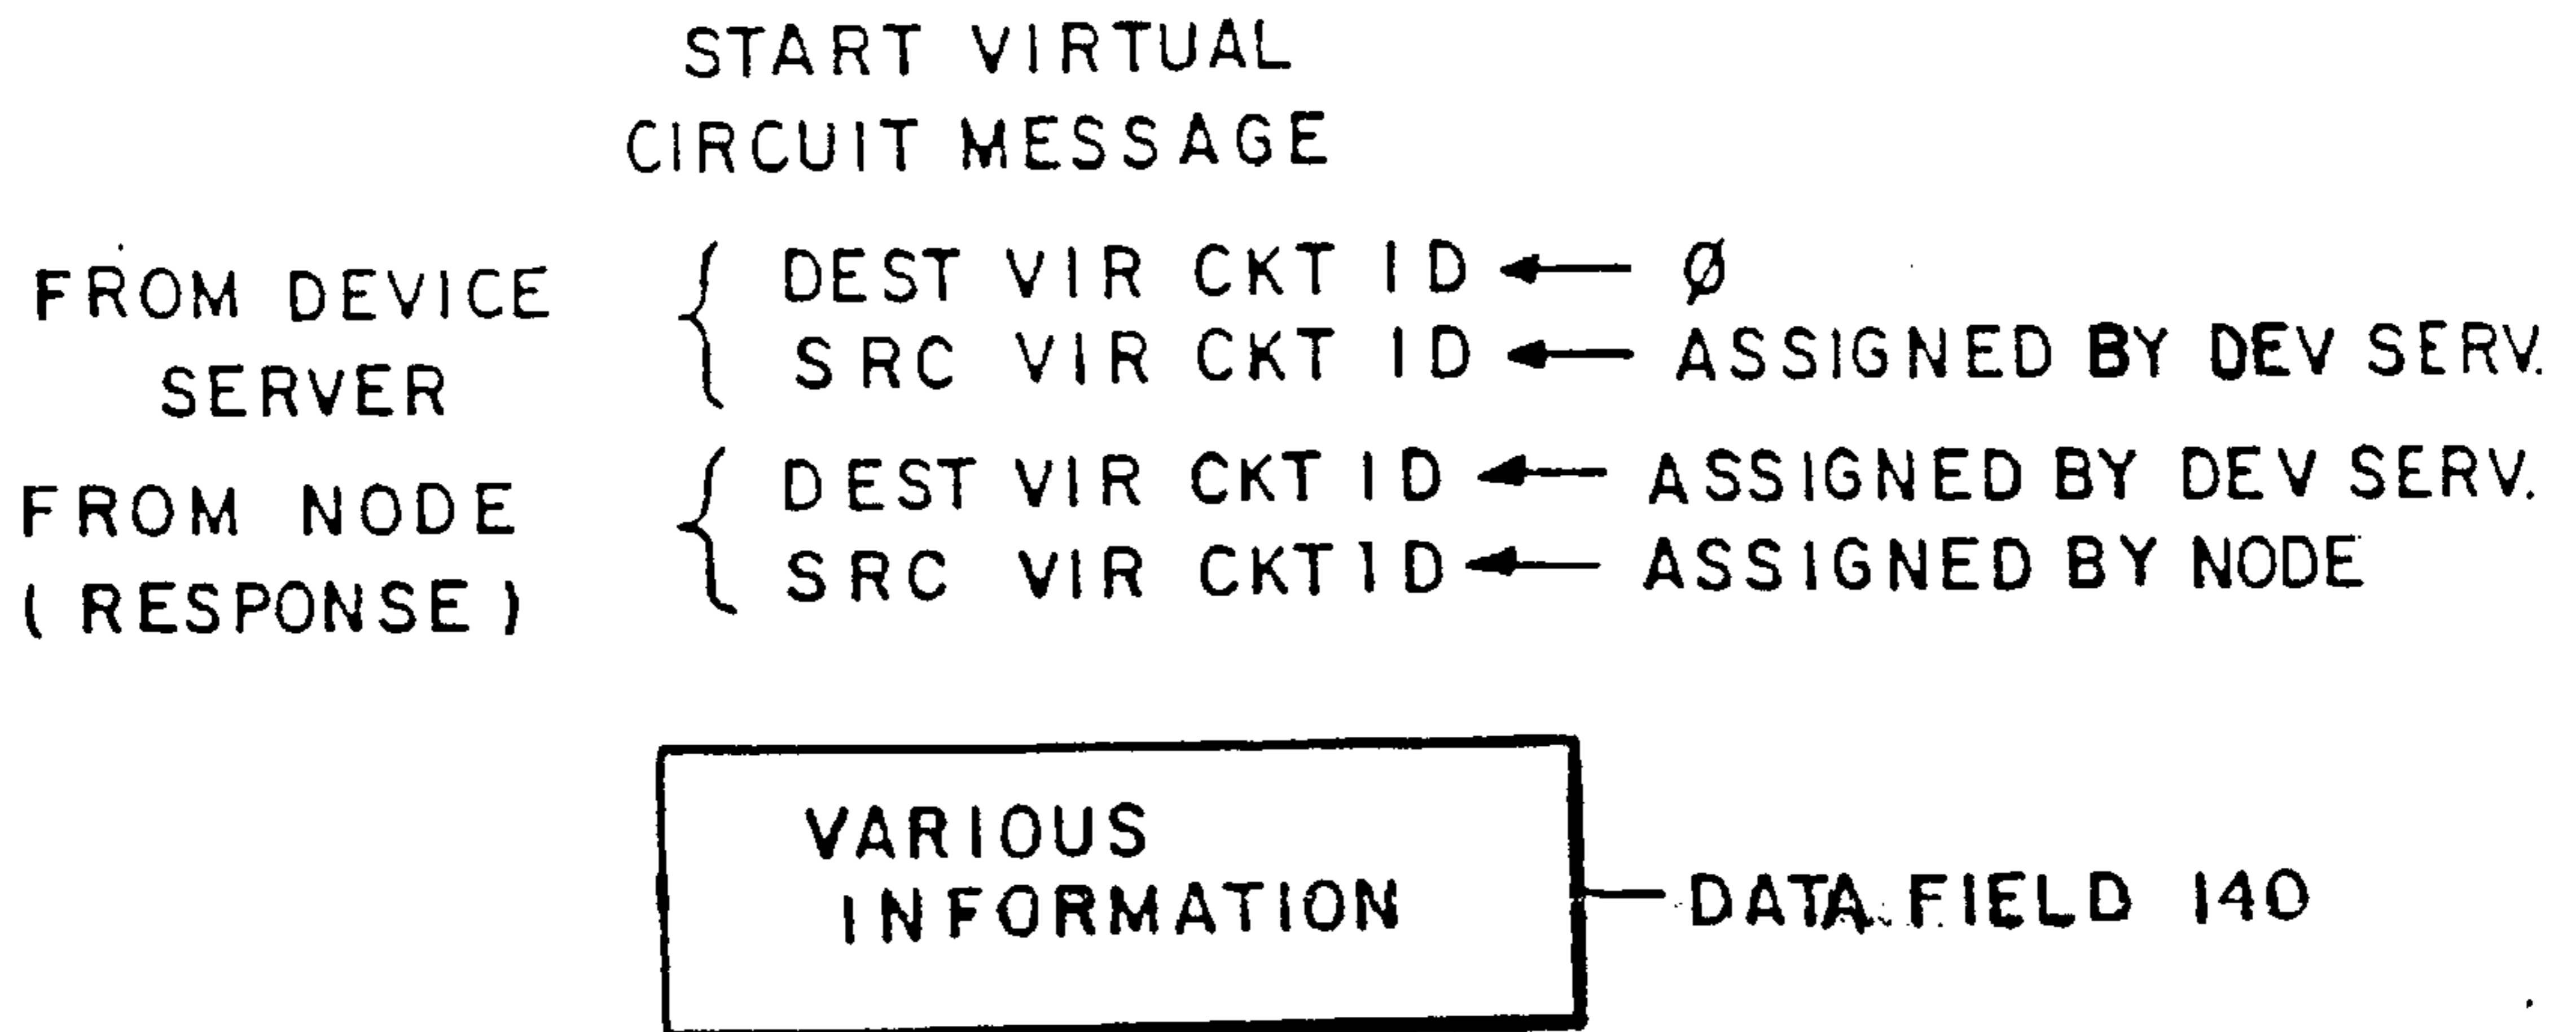 START VIRTUAL
CIRCUIT MESSAGE
FROM DEVICE
SERVER
DEST VIR CKT ID ← Ø
SRC VIR CKT ID ← ASSIGNED BY DEV SERV.
FROM NODE
(RESPONSE)
DEST VIR CKT ID ← ASSIGNED BY DEV SERV.
SRC VIR CKT ID ← ASSIGNED BY NODE
VARIOUS
INFORMATION
DATA FIELD 140